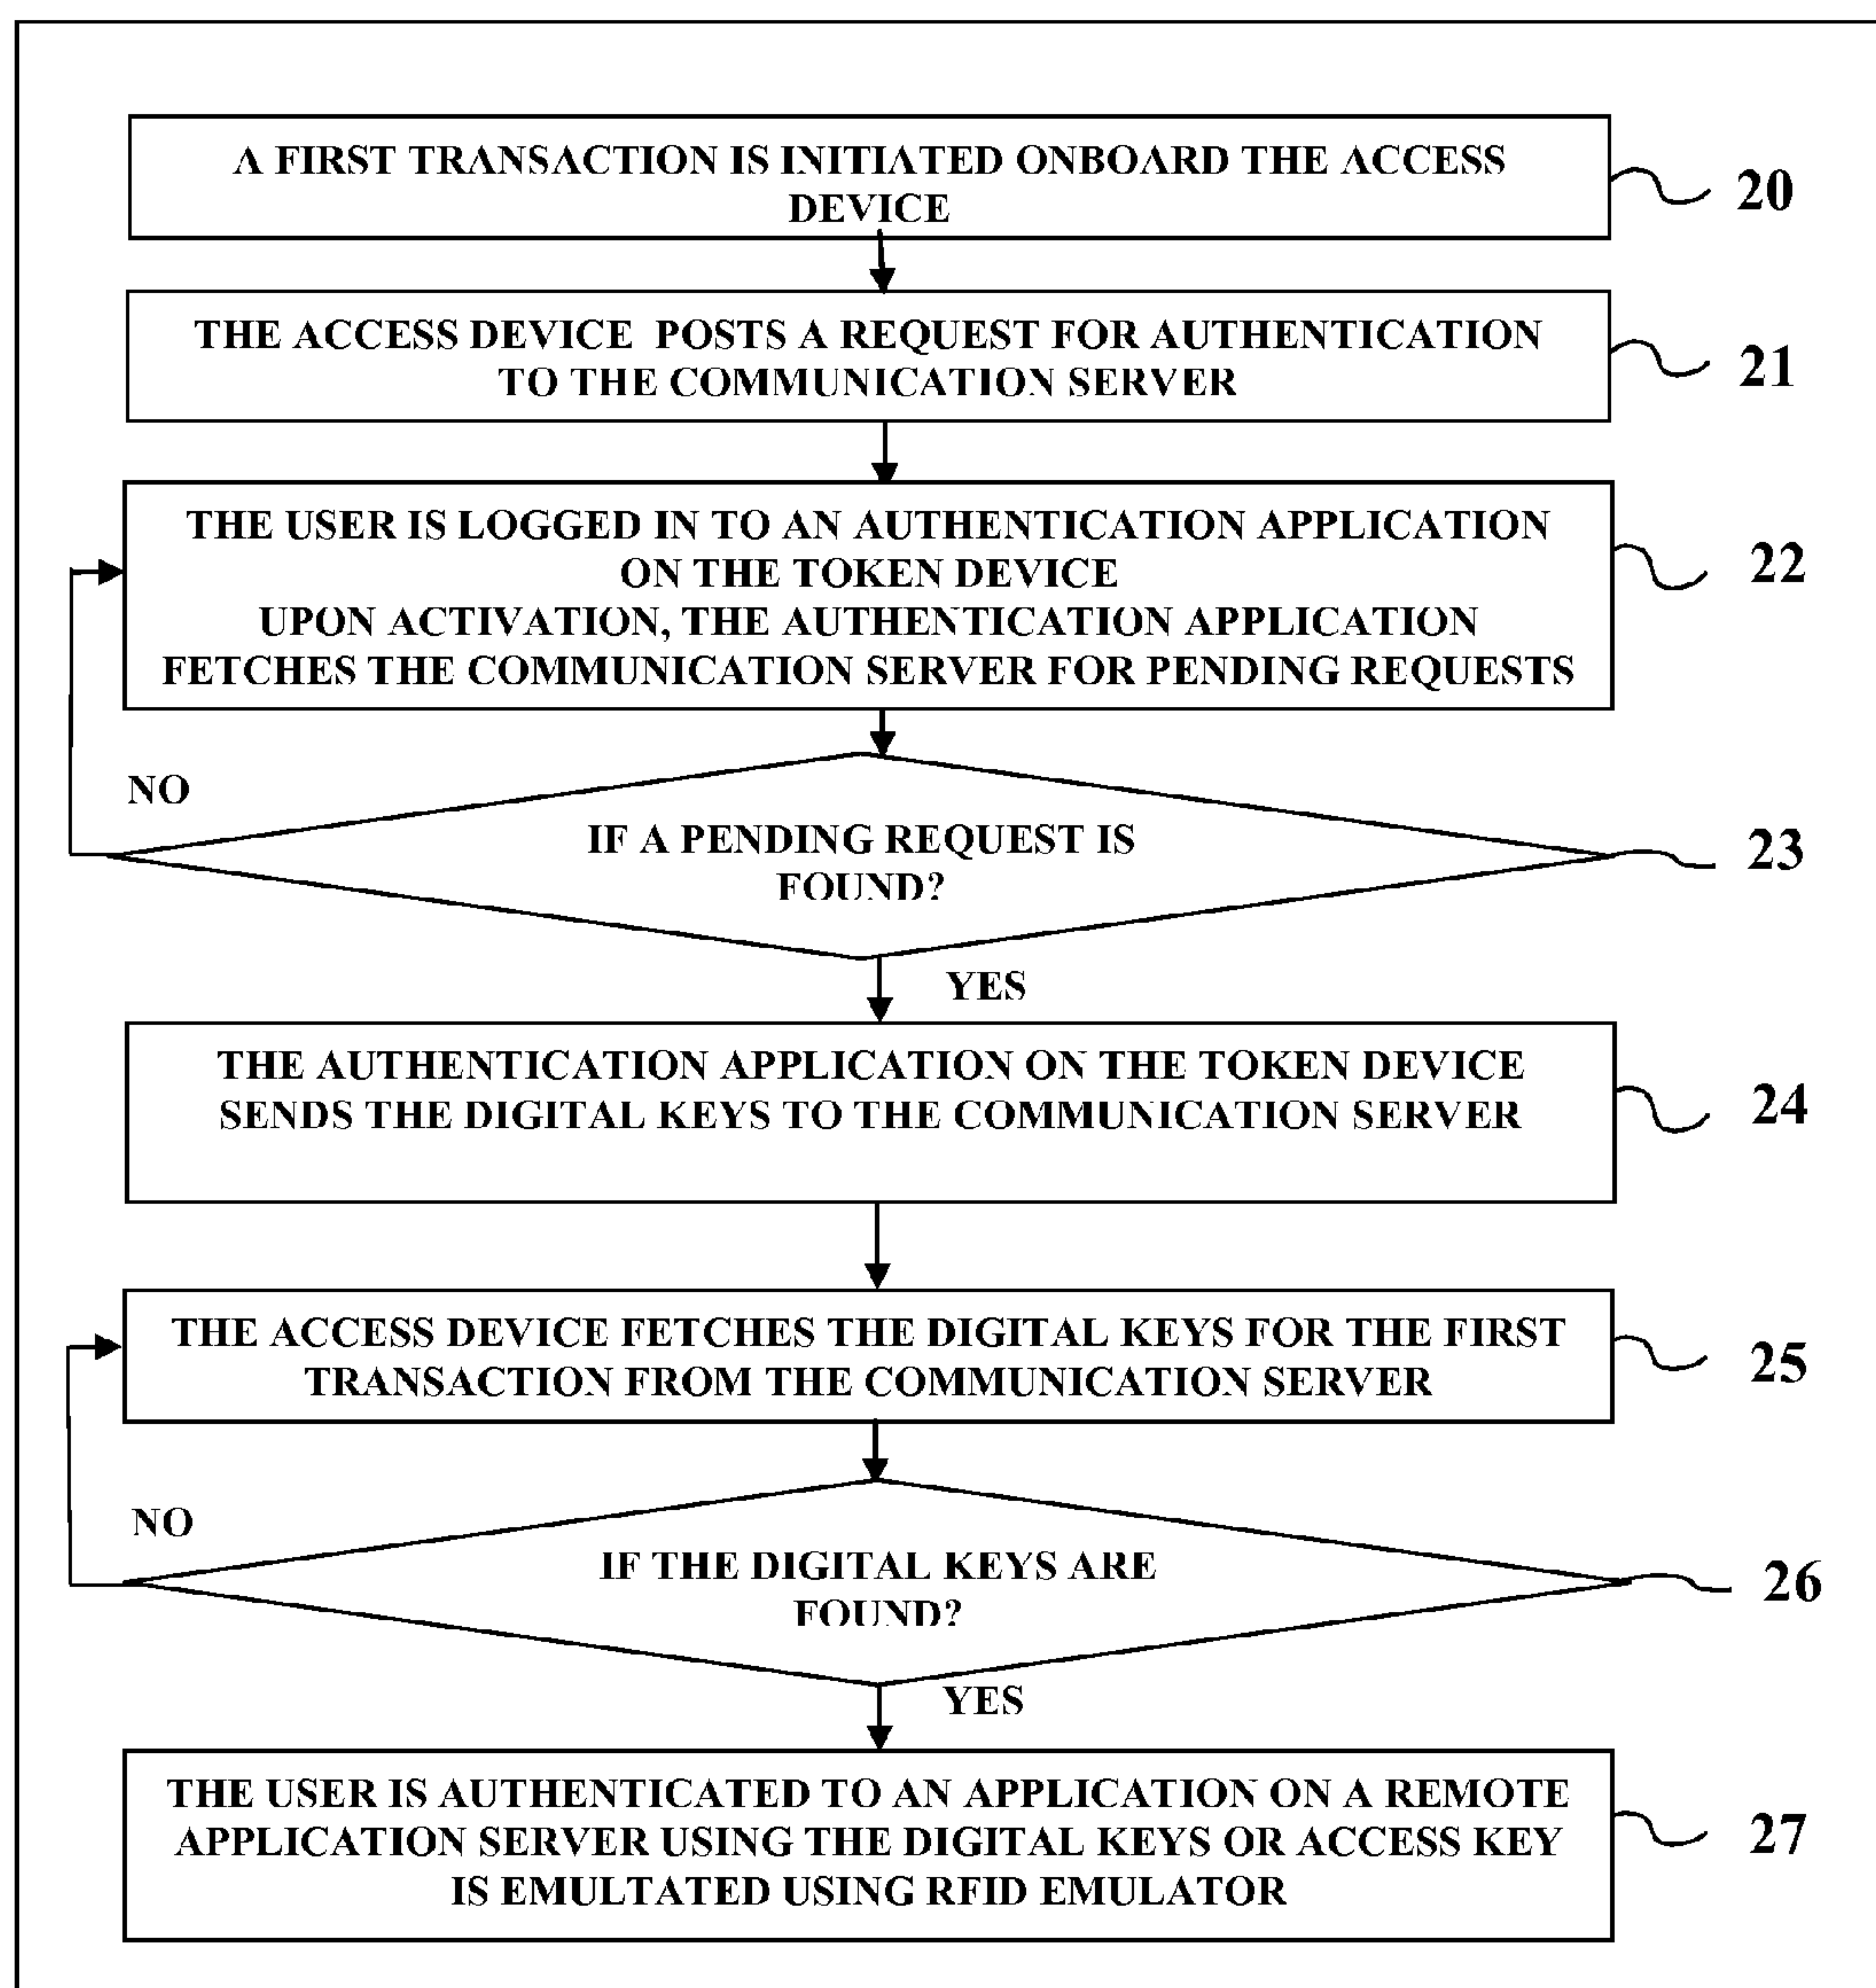 A FIRST TRANSACTION IS INITIATED ONBOARD THE ACCESS
DEVICE
20
THE ACCESS DEVICE POSTS A REQUEST FOR AUTHENTICATION
TO THE COMMUNICATION SERVER
21
THE USER IS LOGGED IN TO AN AUTHENTICATION APPLICATION
ON THE TOKEN DEVICE
UPON ACTIVATION, THE AUTHENTICATION APPLICATION
FETCHES THE COMMUNICATION SERVER FOR PENDING REQUESTS
22
NO
IF A PENDING REQUEST IS
FOUND?
23
YES
THE AUTHENTICATION APPLICATION ON THE TOKEN DEVICE
SENDS THE DIGITAL KEYS TO THE COMMUNICATION SERVER
24
THE ACCESS DEVICE FETCHES THE DIGITAL KEYS FOR THE FIRST
TRANSACTION FROM THE COMMUNICATION SERVER
25
NO
IF THE DIGITAL KEYS ARE
FOUND?
26
YES
THE USER IS AUTHENTICATED TO AN APPLICATION ON A REMOTE
APPLICATION SERVER USING THE DIGITAL KEYS OR ACCESS KEY
IS EMULTATED USING RFID EMULATOR
27